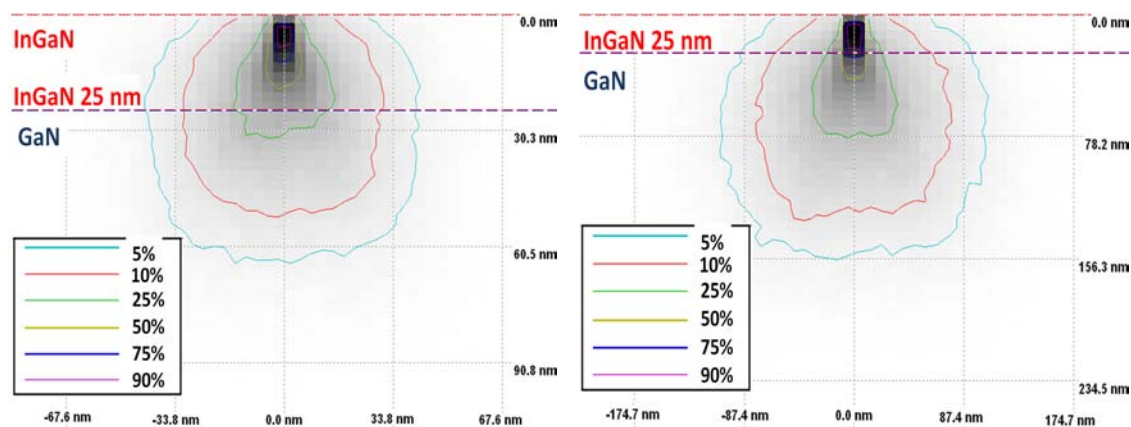 InGaN
InGaN 25 nm
GaN
0.0 nm
30.3 nm
60.5 nm
90.8 nm
5%
10%
25%
50%
75%
90%
-67.6 nm
-33.8 nm
0.0 nm
33.8 nm
67.6 nm
InGaN 25 nm
GaN
0.0 nm
78.2 nm
156.3 nm
234.5 nm
5%
10%
25%
50%
75%
90%
-174.7 nm
-87.4 nm
0.0 nm
87.4 nm
174.7 nm